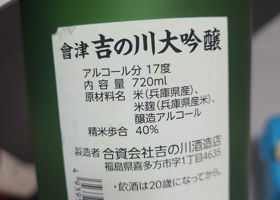 會津 吉の川大吟醸
アルコール分 17度
内容量 720ml
原材料名 米(兵庫県産)、
米麹(兵庫県産米)、
醸造アルコール
精米歩合 40%
製造者 合資会社吉の川酒造店
福島県喜多方市字1丁目4635
・飲酒は20歳になってから。